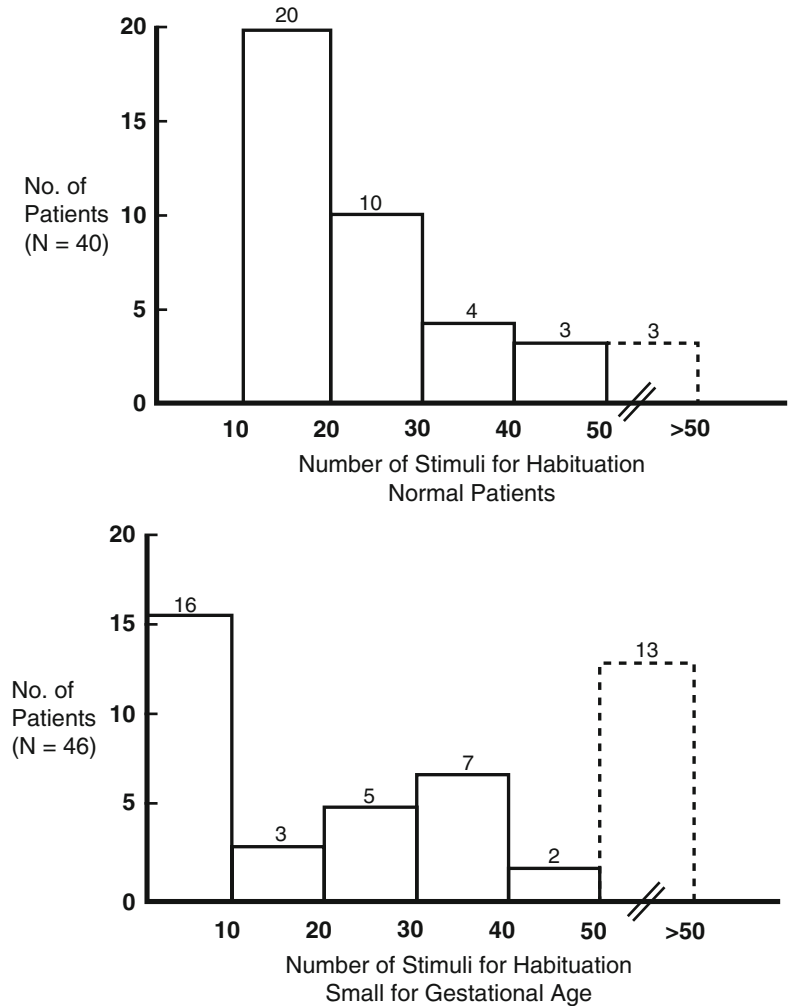 20
20
15
No. of
Patients
(N = 40)
10
10
5
4
3
3
0
10 20 30 40 50 >50
Number of Stimuli for Habituation
Normal Patients
20
16
15
13
No. of
Patients
(N = 46)
10
7
5
5
3
2
0
10 20 30 40 50 >50
Number of Stimuli for Habituation
Small for Gestational Age